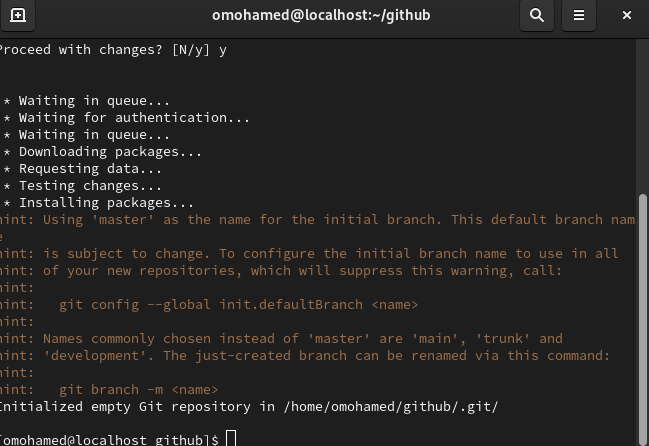 omohamed@localhost:~/github
Proceed with changes? [N/y] y
* Waiting in queue...
* Waiting for authentication...
* Waiting in queue...
* Downloading packages...
* Requesting data...
* Testing changes...
* Installing packages...
hint: Using 'master' as the name for the initial branch. This default branch nam
e
hint: is subject to change. To configure the initial branch name to use in all
hint: of your new repositories, which will suppress this warning, call:
hint:
hint:   git config --global init.defaultBranch <name>
hint:
hint: Names commonly chosen instead of 'master' are 'main', 'trunk' and
hint: 'development'. The just-created branch can be renamed via this command:
hint:
hint:   git branch -m <name>
Initialized empty Git repository in /home/omohamed/github/.git/
[omohamed@localhost github]$